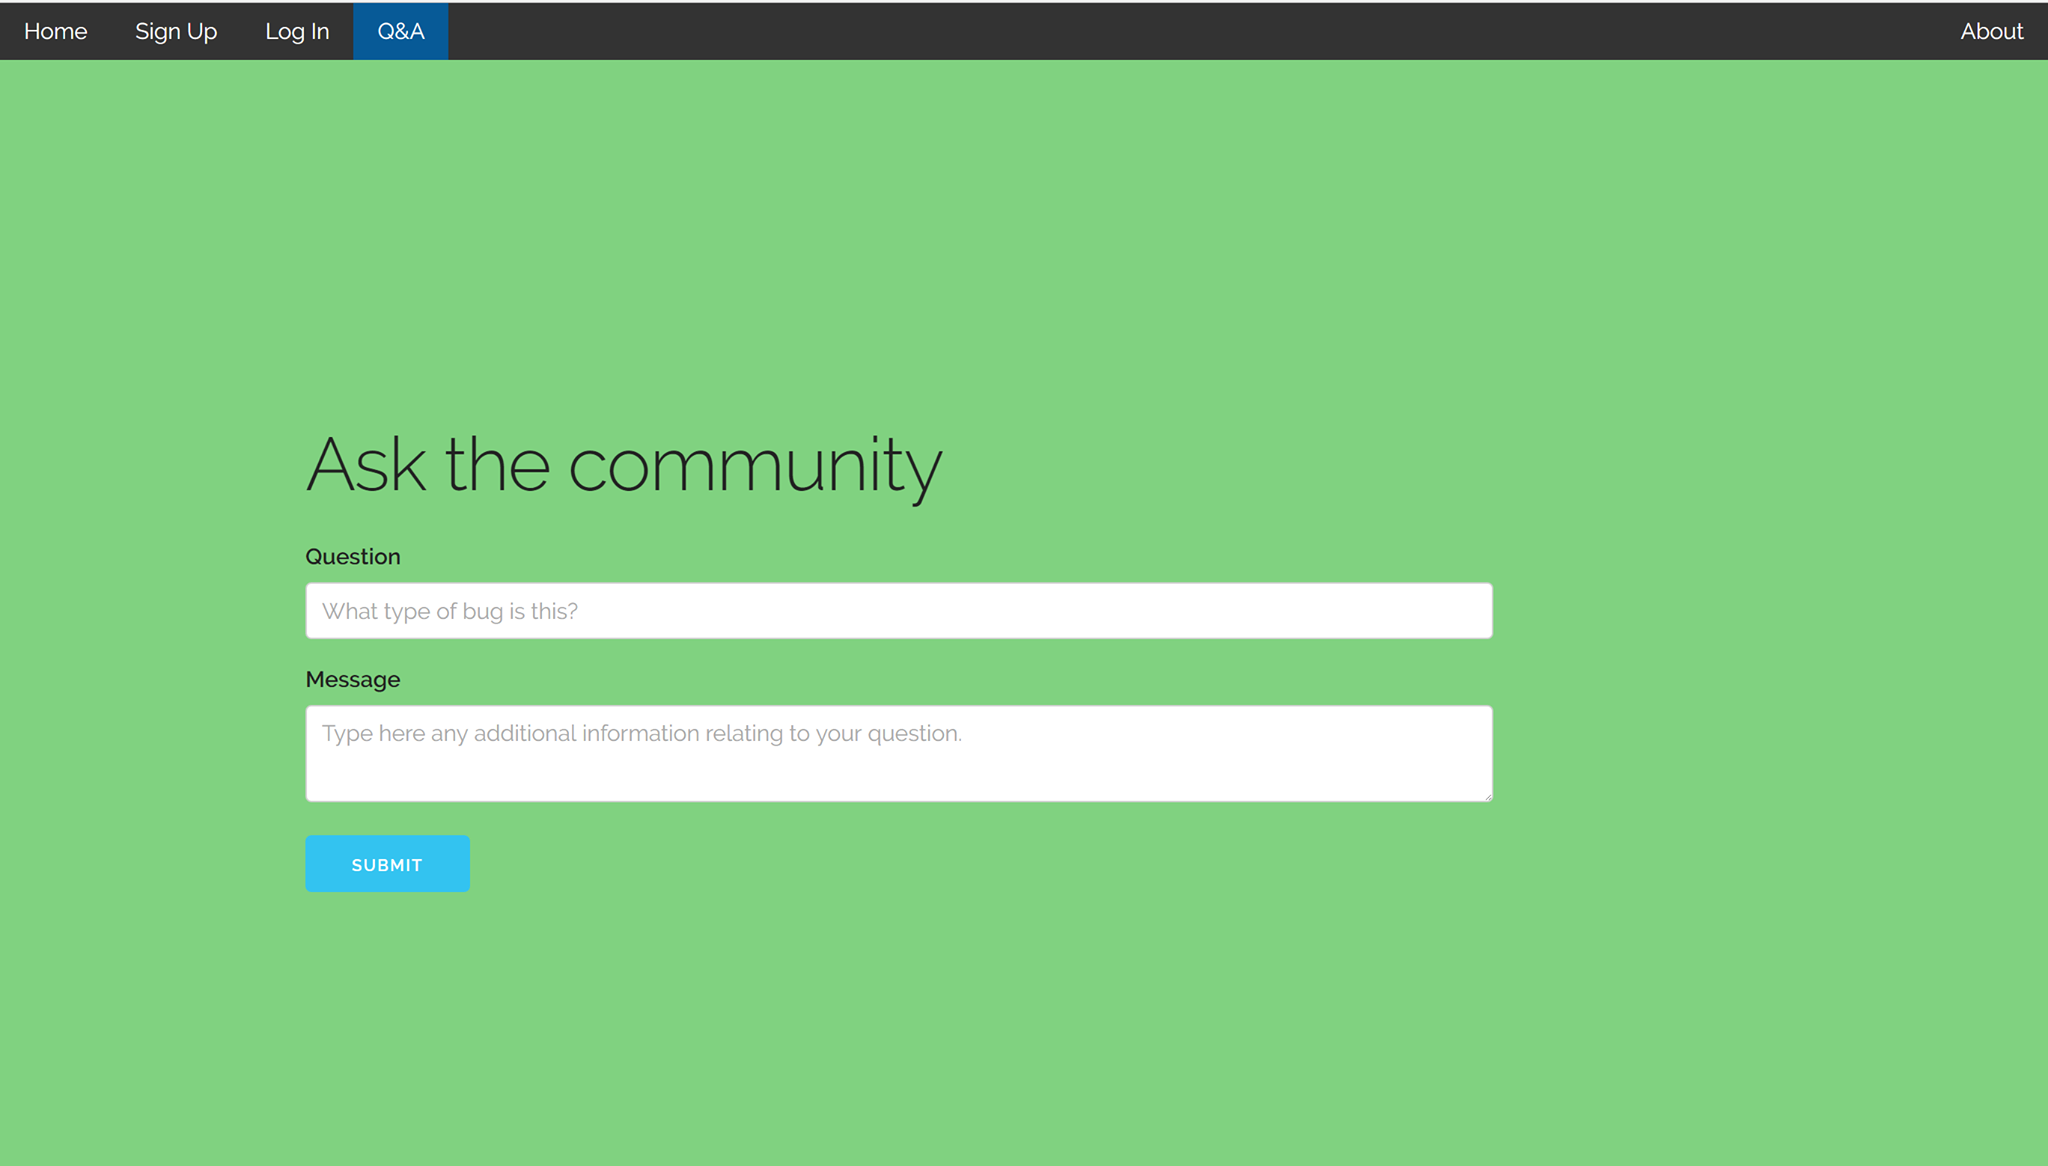 Home Sign Up Log In Q&A About
Ask the community
Question
What type of bug is this?
Message
Type here any additional information relating to your question.
SUBMIT